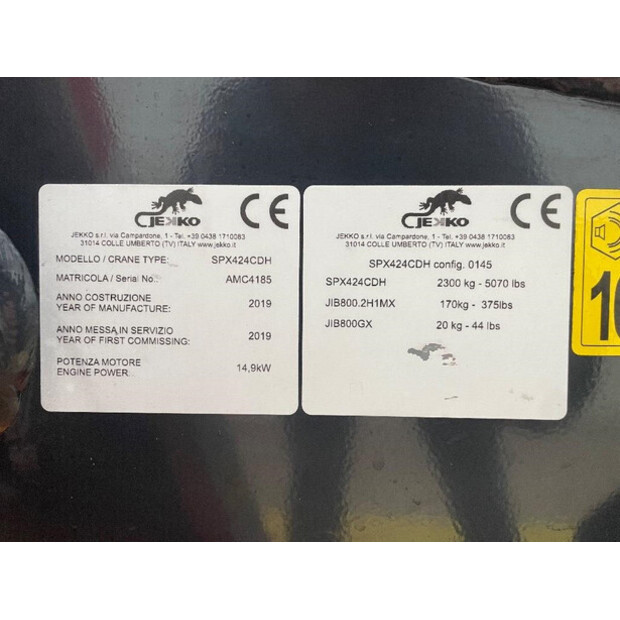 JEKKO
CE
JEKKO s.r.l. via Campardone, 1 - Tel. +39 0438 1710083
31014 COLLE UMBERTO (TV) ITALY www.jekko.it
MODELLO / CRANE TYPE: SPX424CDH
MATRICOLA / Serial No.: AMC4185
ANNO COSTRUZIONE
YEAR OF MANUFACTURE: 2019
ANNO MESSA IN SERVIZIO
YEAR OF FIRST COMMISSING: 2019
POTENZA MOTORE
ENGINE POWER 14,9kW
JEKKO
CE
JEKKO s.r.l. via Campardone, 1 - Tel. +39 0438 1710083
31014 COLLE UMBERTO (TV) ITALY www.jekko.it
SPX424CDH config. 0145
SPX424CDH 2300 kg - 5070 lbs
JIB800.2H1MX 170kg - 375lbs
JIB800GX 20 kg - 44 lbs